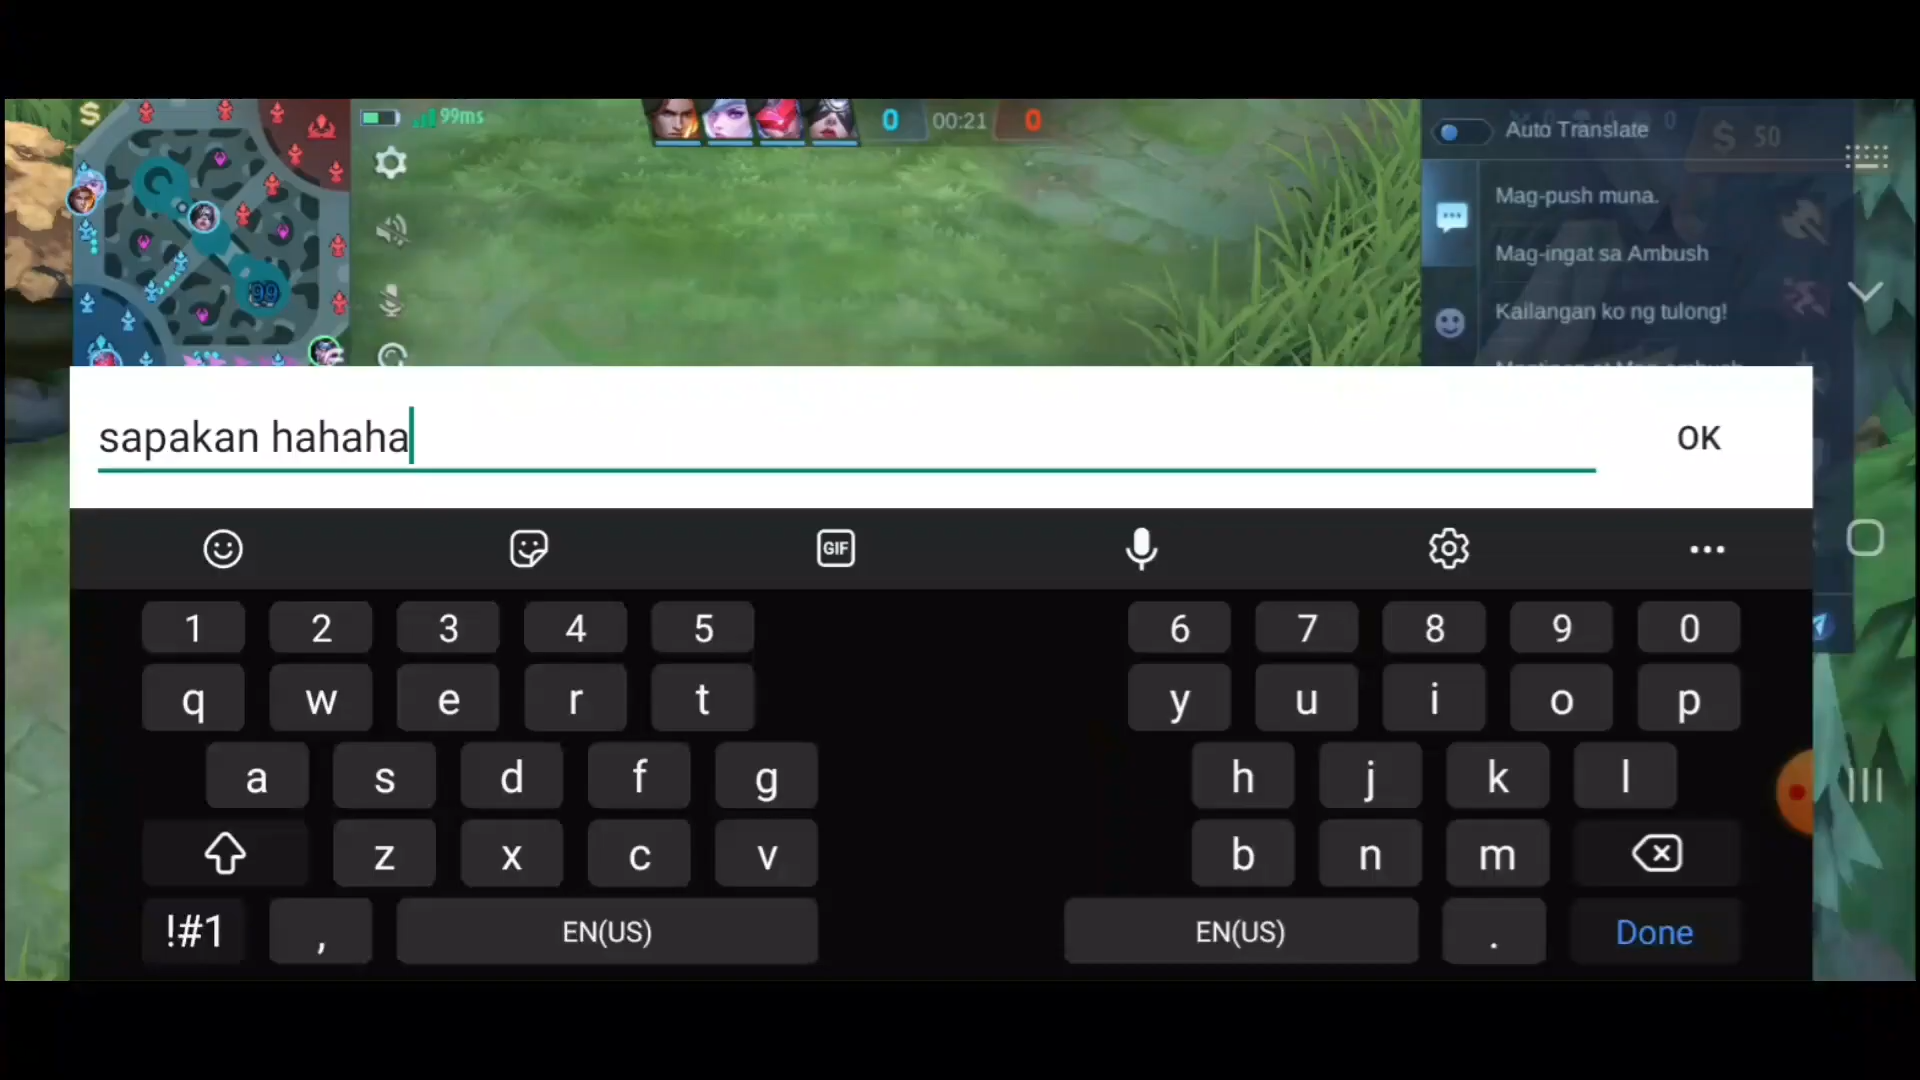 99ms
0 00:21 0
Auto Translate
$ 50
Mag-push muna.
Mag-ingat sa Ambush
Kailangan ko ng tulong!
sapakan hahaha
OK
GIF
1 2 3 4 5 6 7 8 9 0
q w e r t y u i o p
a s d f g h j k l
z x c v b n m
!#1 , EN(US) EN(US) . Done